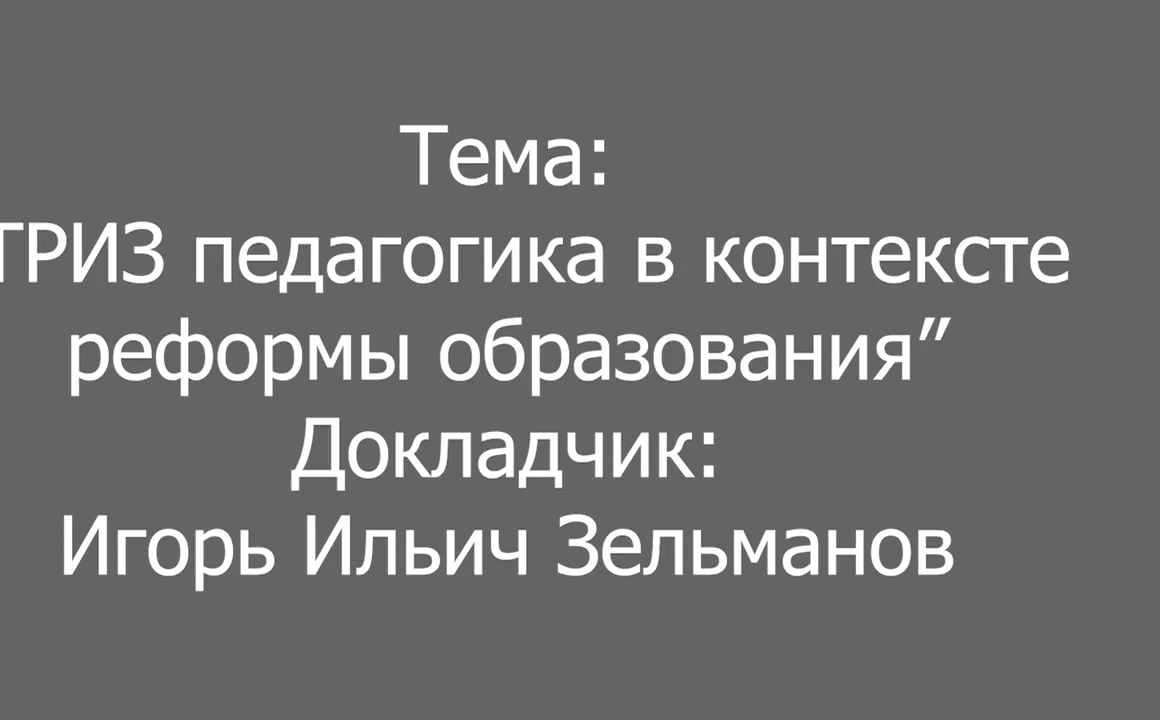 Тема:
ТРИЗ педагогика в контексте
реформы образования”
Докладчик:
Игорь Ильич Зельманов